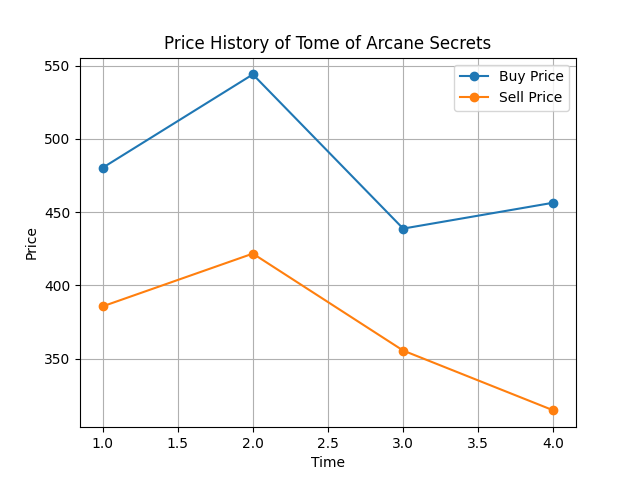 Price History of Tome of Arcane Secrets
Buy Price
Sell Price
Price
550
500
450
400
350
1.0 1.5 2.0 2.5 3.0 3.5 4.0
Time